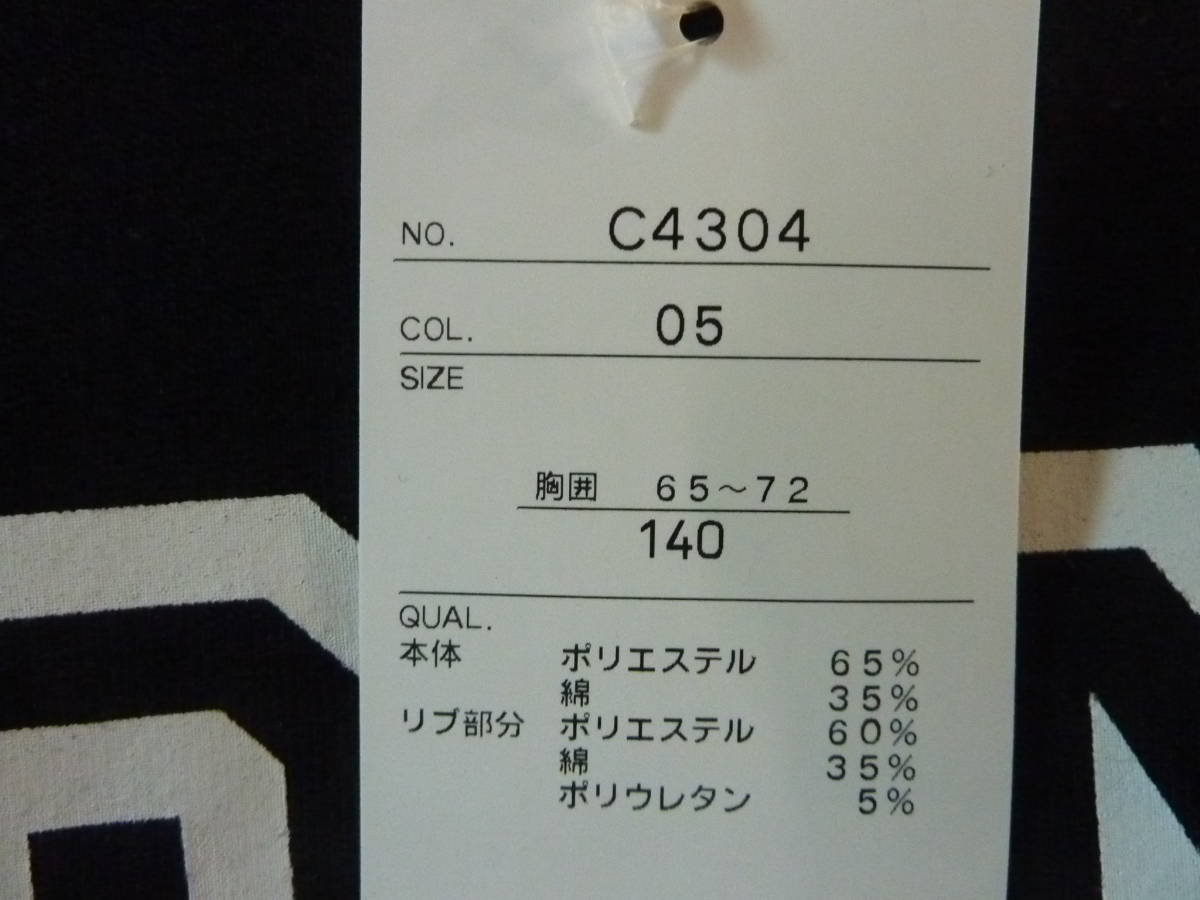 NO. C4304
COL. 05
SIZE
胸囲 65～72
140
QUAL.
本体 ポリエステル 65%
綿 35%
リブ部分 ポリエステル 60%
綿 35%
ポリウレタン 5%